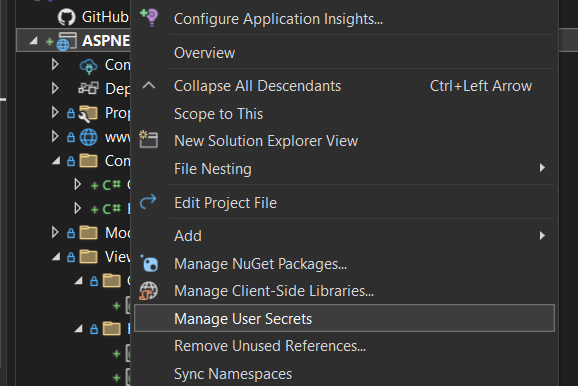 GitHub
Configure Application Insights...
Overview
ASPNE
Collapse All Descendants Ctrl+Left Arrow
Com
Scope to This
Dep
New Solution Explorer View
Prop
www
File Nesting
Con
Edit Project File
C#
C#
Add
Mod
Manage NuGet Packages...
View
Manage Client-Side Libraries...
Manage User Secrets
Remove Unused References...
Sync Namespaces